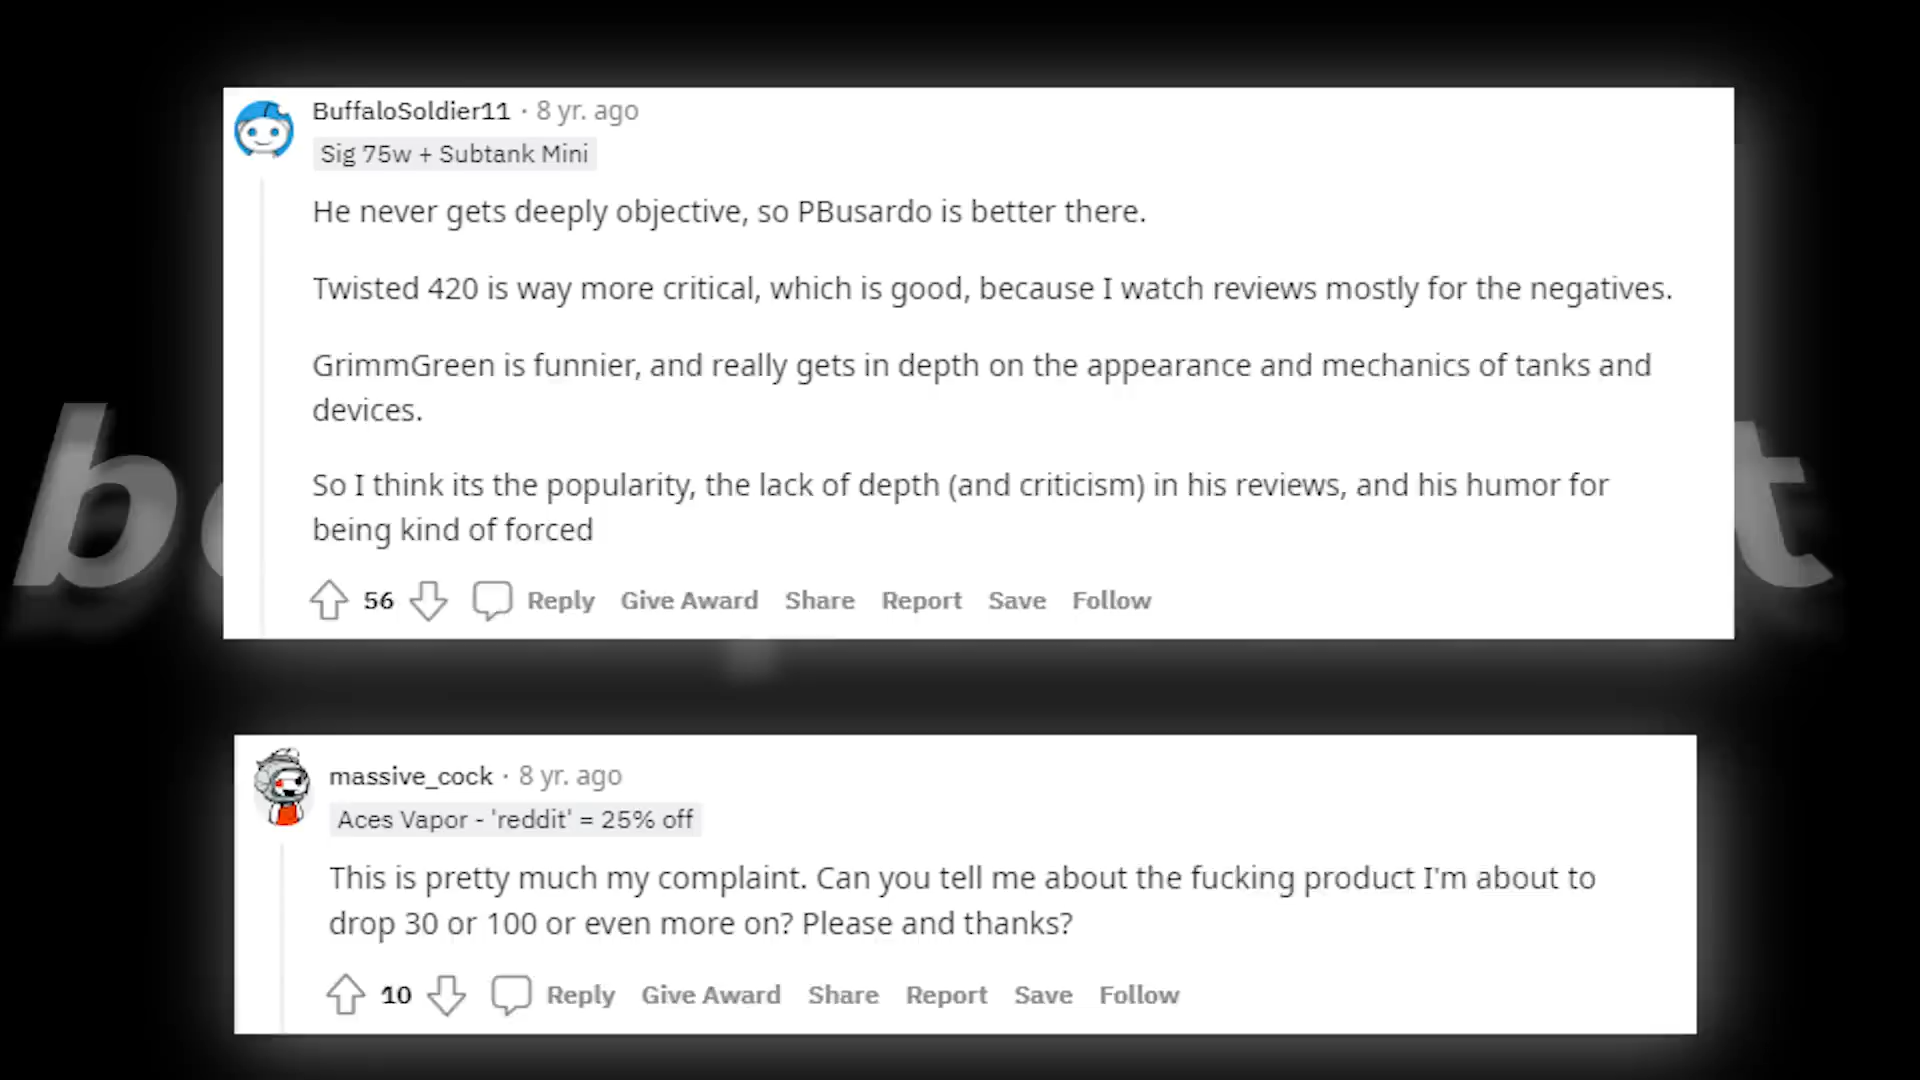 BuffaloSoldier11 · 8 yr. ago
Sig 75w + Subtank Mini
He never gets deeply objective, so PBusardo is better there.
Twisted 420 is way more critical, which is good, because I watch reviews mostly for the negatives.
GrimmGreen is funnier, and really gets in depth on the appearance and mechanics of tanks and
devices.
So I think its the popularity, the lack of depth (and criticism) in his reviews, and his humor for
being kind of forced
56 Reply Give Award Share Report Save Follow
massive_cock · 8 yr. ago
Aces Vapor - 'reddit' = 25% off
This is pretty much my complaint. Can you tell me about the fucking product I'm about to
drop 30 or 100 or even more on? Please and thanks?
10 Reply Give Award Share Report Save Follow